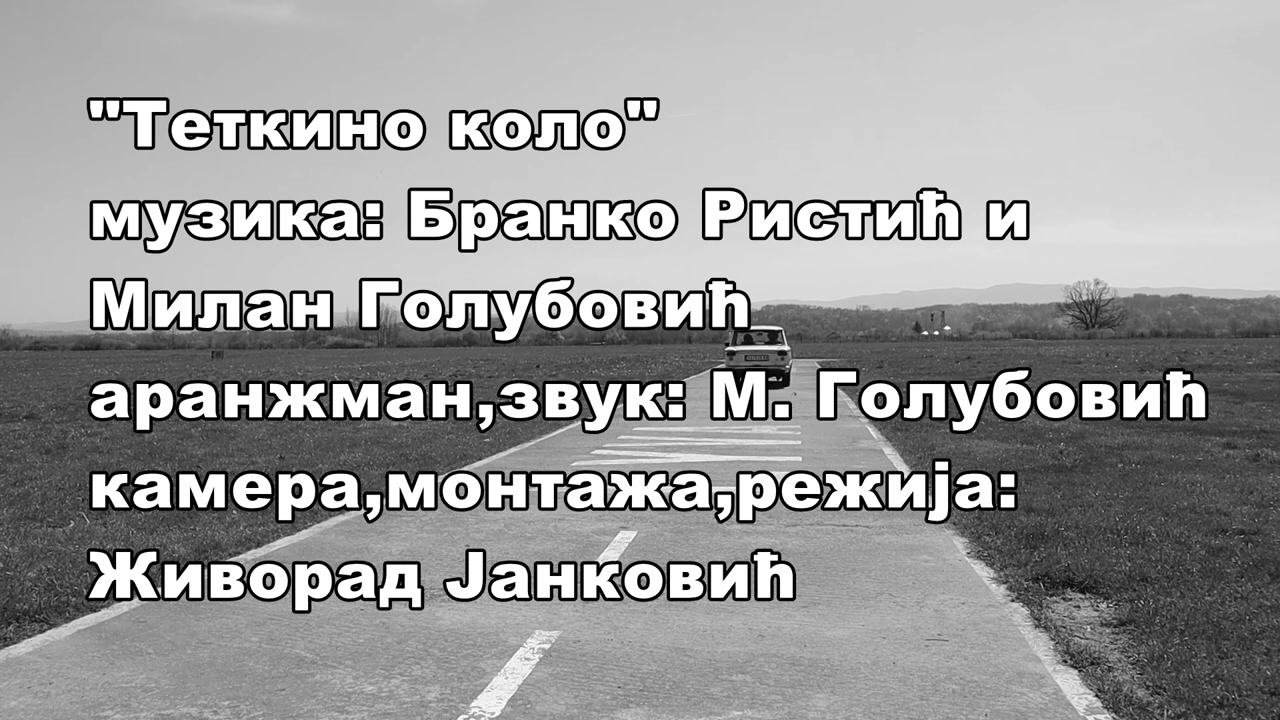 "Теткино коло"
музика: Бранко Ристић и
Милан Голубовић
аранжман,звук: М. Голубовић
камера,монтажа,режија:
Живорад Јанковић